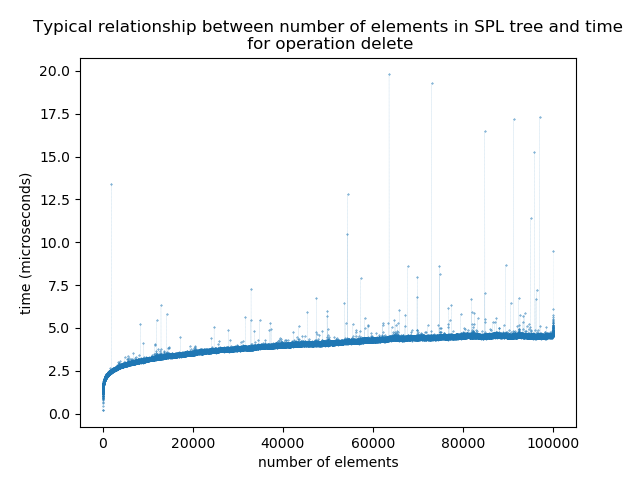 Typical relationship between number of elements in SPL tree and time
for operation delete
20.0
17.5
15.0
12.5
10.0
7.5
5.0
2.5
0.0
time (microseconds)
0 20000 40000 60000 80000 100000
number of elements